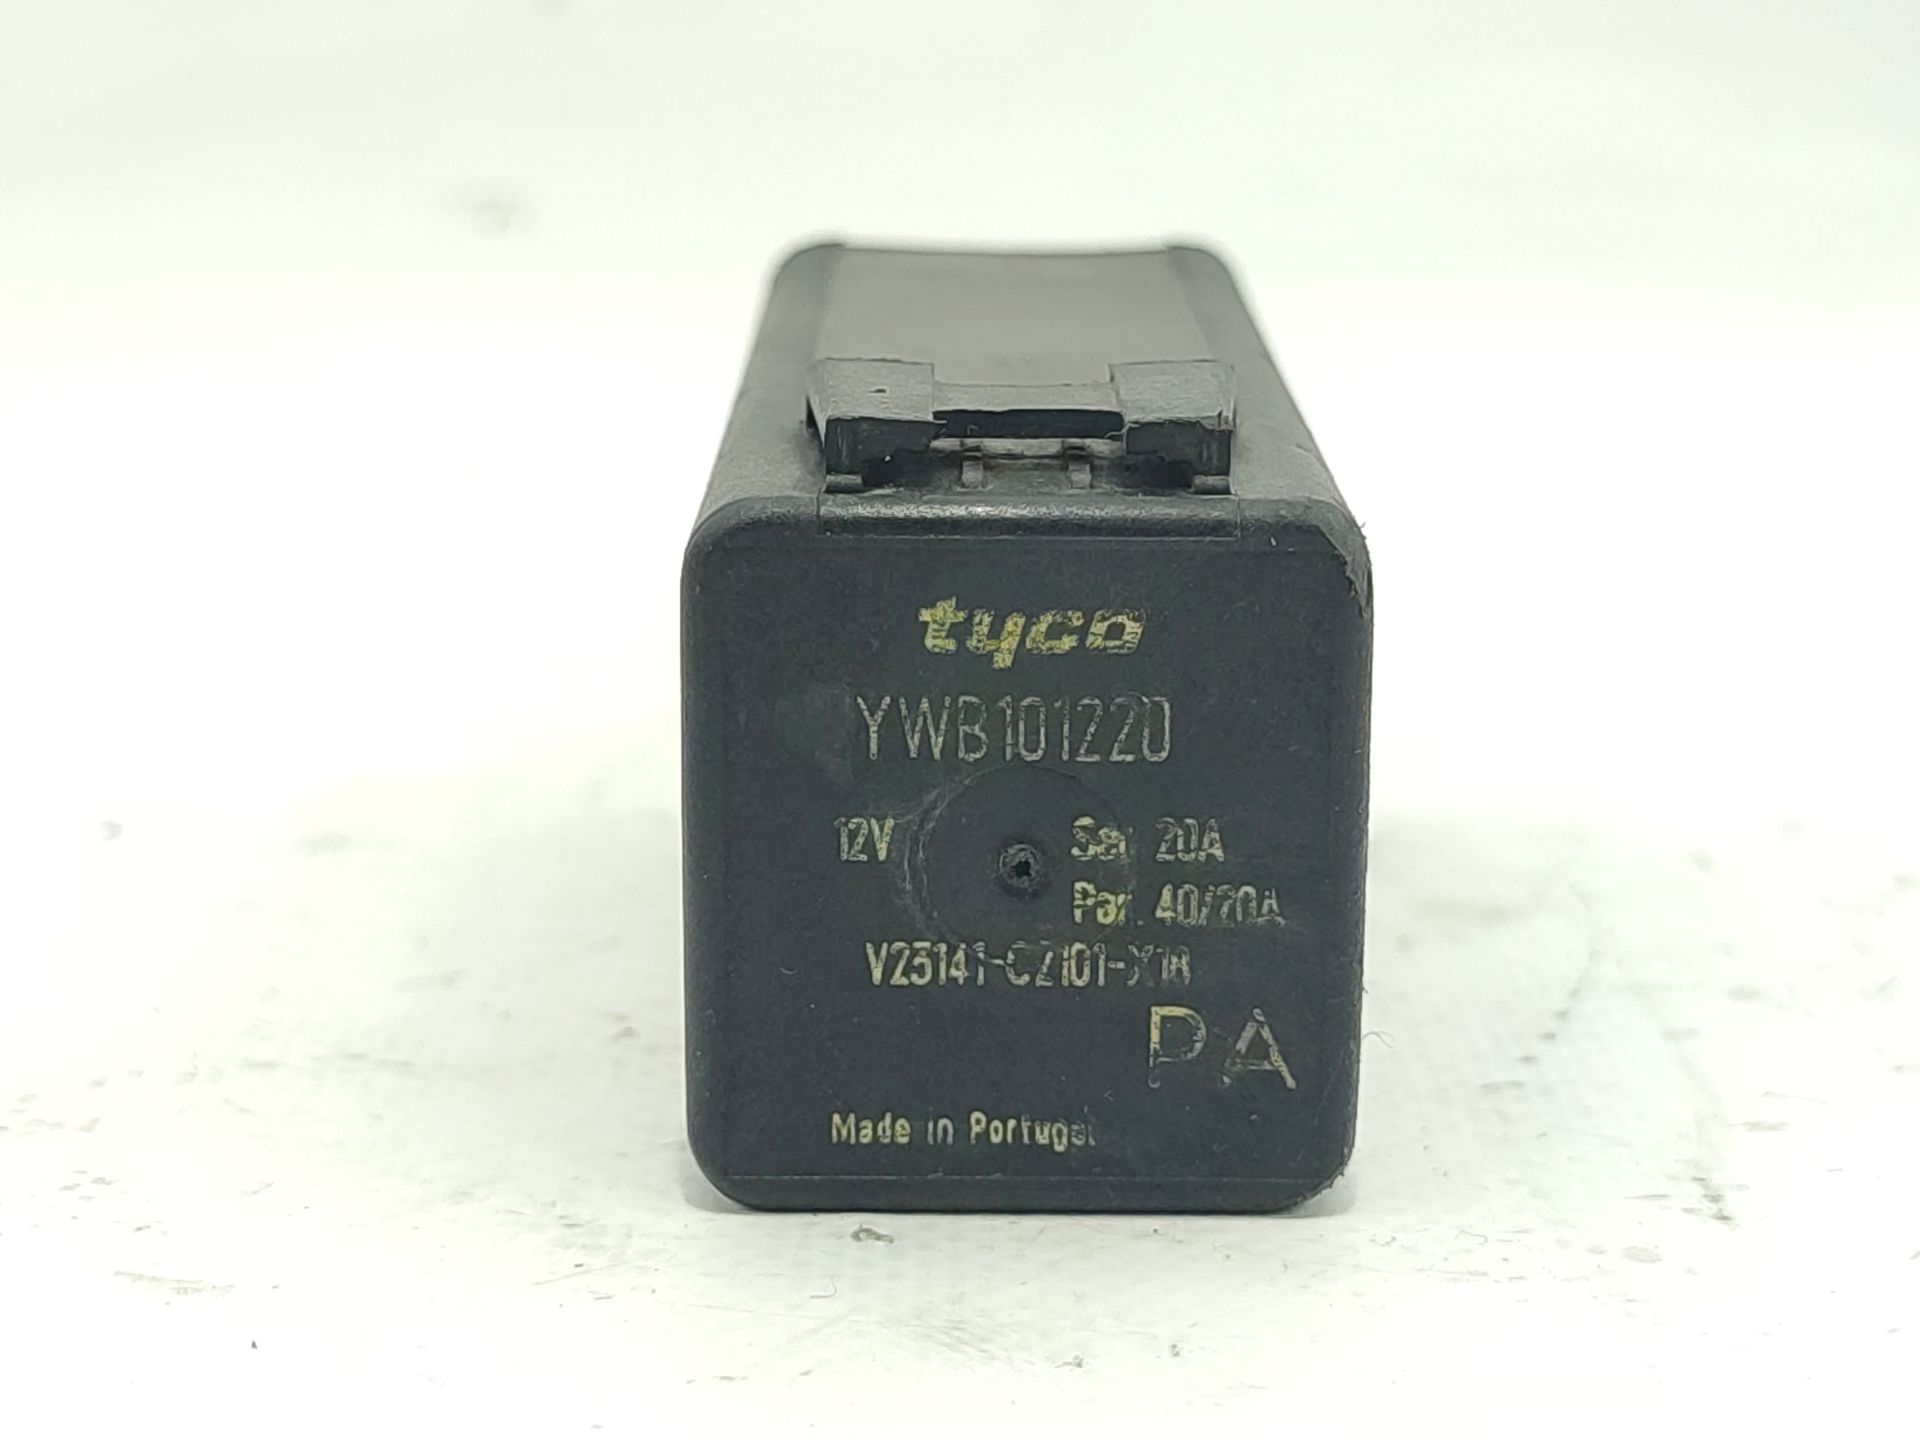 tyco
YWB101220
12V Ser. 20A
Par. 40/20A
V23141-C2101-X18
PA
Made in Portugal